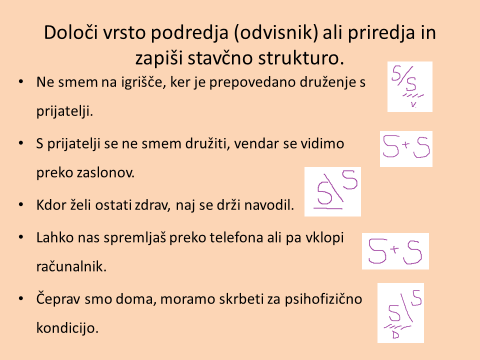 Določi vrsto podredja (odvisnik) ali priredja in
zapiši stavčno strukturo.
• Ne smem na igrišče, ker je prepovedano druženje s
prijatelji.
S/S
V
• S prijatelji se ne smem družiti, vendar se vidimo
preko zaslonov.
S+S
• Kdor želi ostati zdrav, naj se drži navodil.
S\S
• Lahko nas spremljaš preko telefona ali pa vklopi
računalnik.
S+S
• Čeprav smo doma, moramo skrbeti za psihofizično
kondicijo.
S\S
D